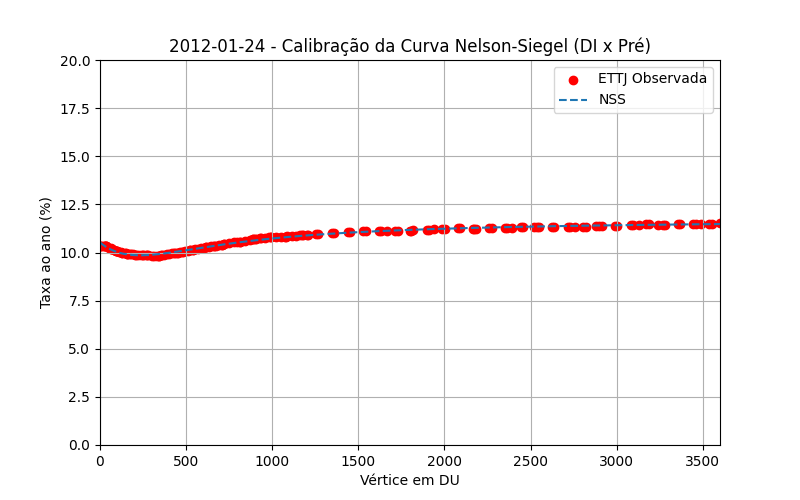 2012-01-24 - Calibração da Curva Nelson-Siegel (DI x Pré)
20.0
17.5
15.0
12.5
10.0
7.5
5.0
2.5
0.0
Taxa ao ano (%)
ETTJ Observada
NSS
0 500 1000 1500 2000 2500 3000 3500
Vértice em DU